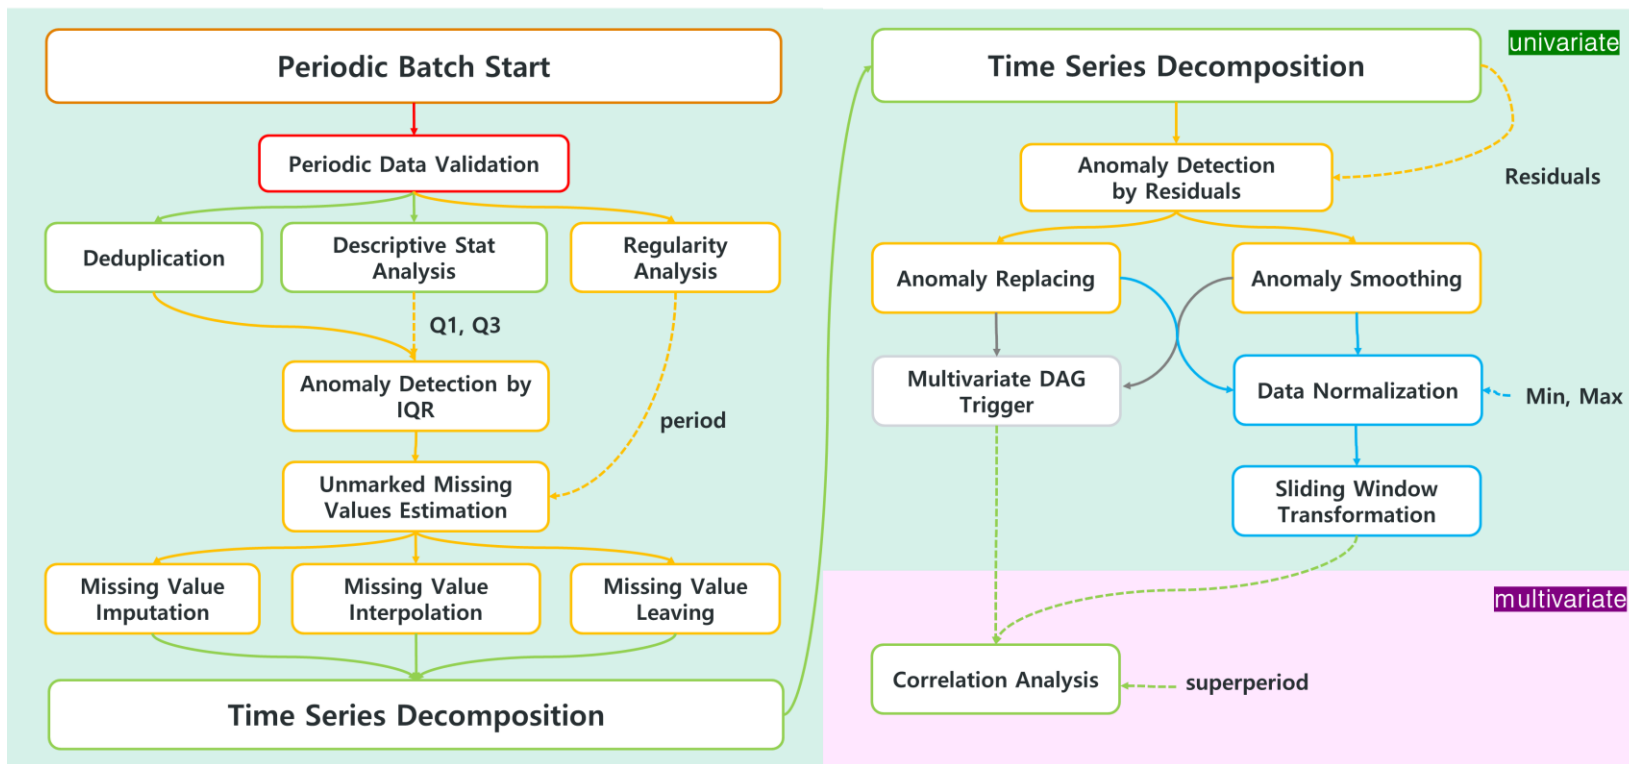 Periodic Batch Start
Periodic Data Validation
Deduplication
Descriptive Stat
Analysis
Regularity
Analysis
Q1, Q3
Anomaly Detection by
IQR
period
Unmarked Missing
Values Estimation
Missing Value
Imputation
Missing Value
Interpolation
Missing Value
Leaving
Time Series Decomposition
Time Series Decomposition
univariate
Anomaly Detection
by Residuals
Residuals
Anomaly Replacing
Anomaly Smoothing
Multivariate DAG
Trigger
Data Normalization
Min, Max
Sliding Window
Transformation
multivariate
Correlation Analysis
superperiod